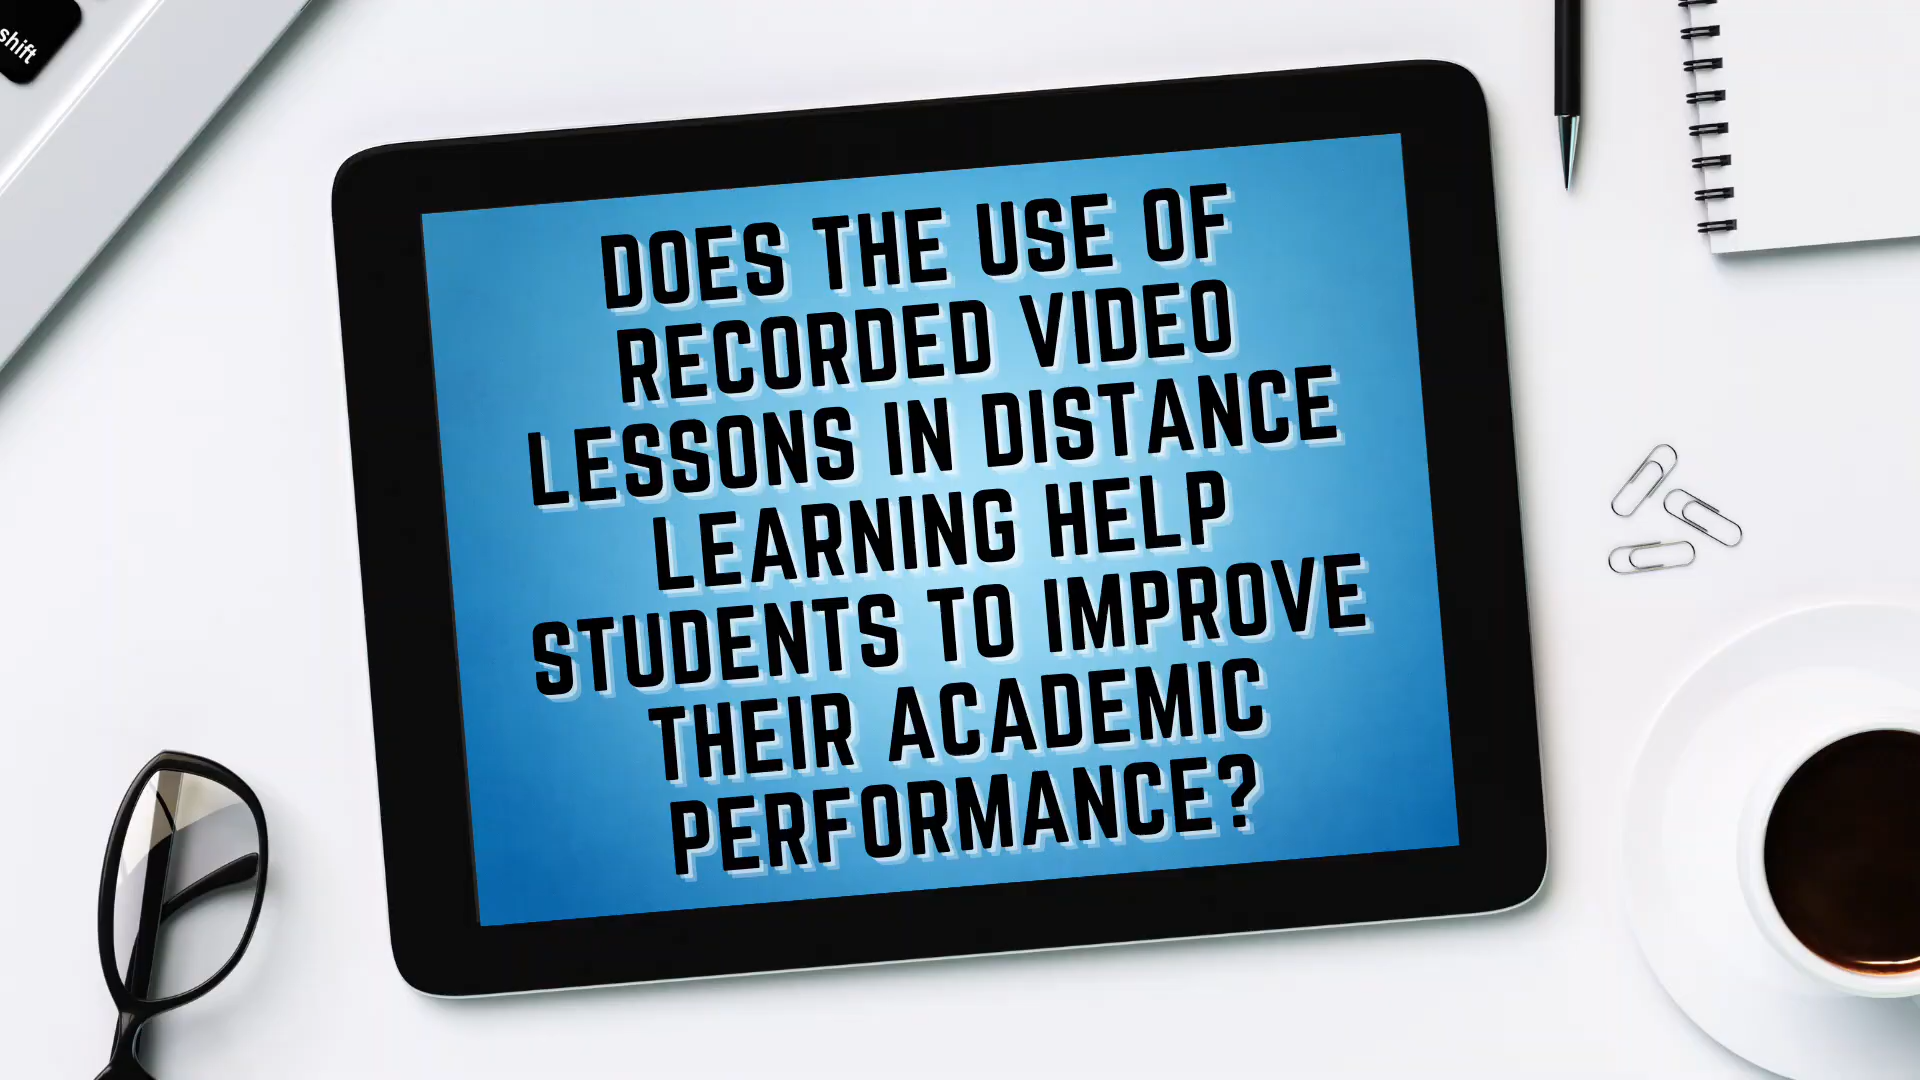 shift
DOES THE USE OF
RECORDED VIDEO
LESSONS IN DISTANCE
LEARNING HELP
STUDENTS TO IMPROVE
THEIR ACADEMIC
PERFORMANCE?